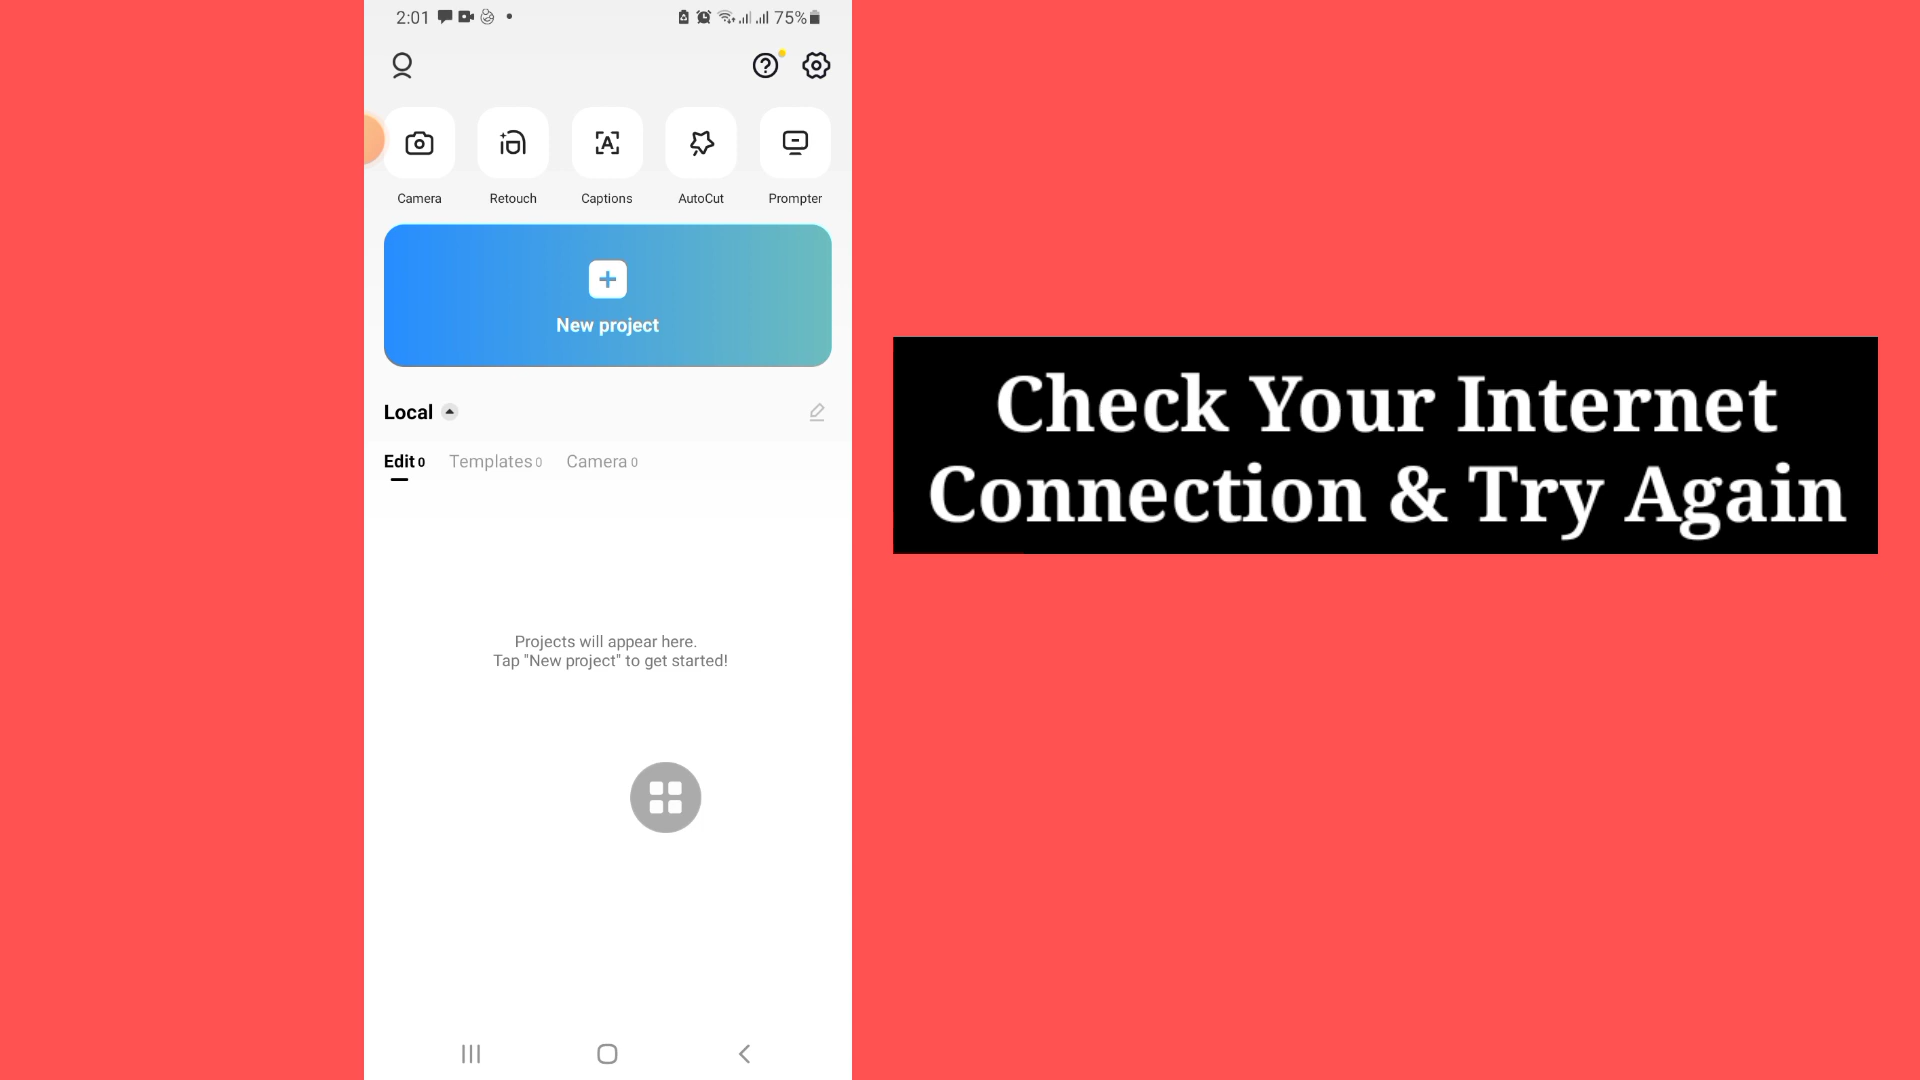 2:01
75%
Camera
Retouch
Captions
AutoCut
Prompter
New project
Local
Edit 0
Templates 0
Camera 0
Projects will appear here.
Tap "New project" to get started!
Check Your Internet
Connection & Try Again